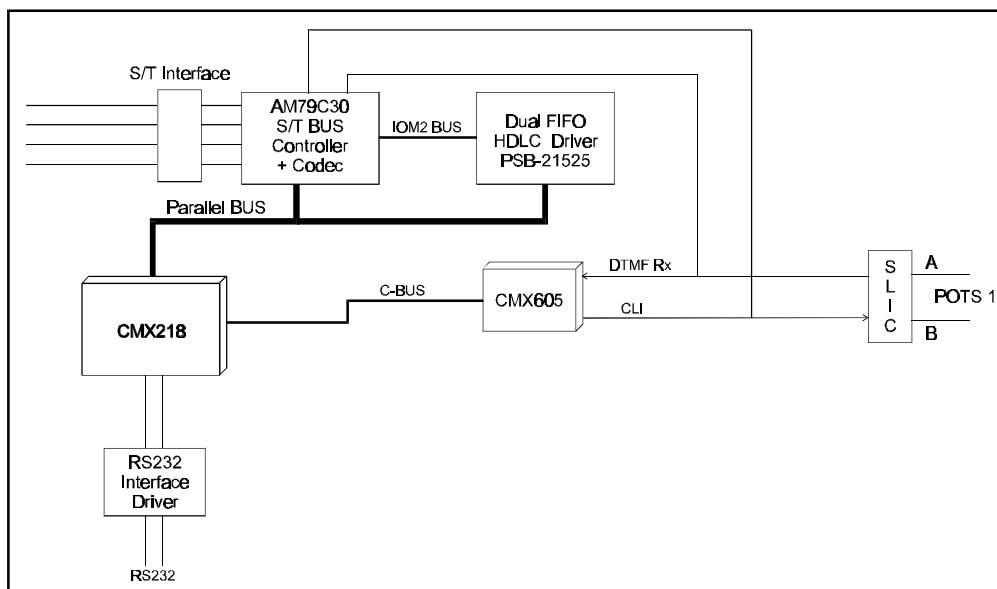 S/T Interface
AM79C30
S/T BUS
Controller
+ Codec
IOM2 BUS
Dual FIFO
HDLC Driver
PSB-21525
Parallel BUS
DTMF Rx
S
L
I
C
A
POTS 1
B
C-BUS
CMX605
CLI
CMX218
RS232
Interface
Driver
RS232